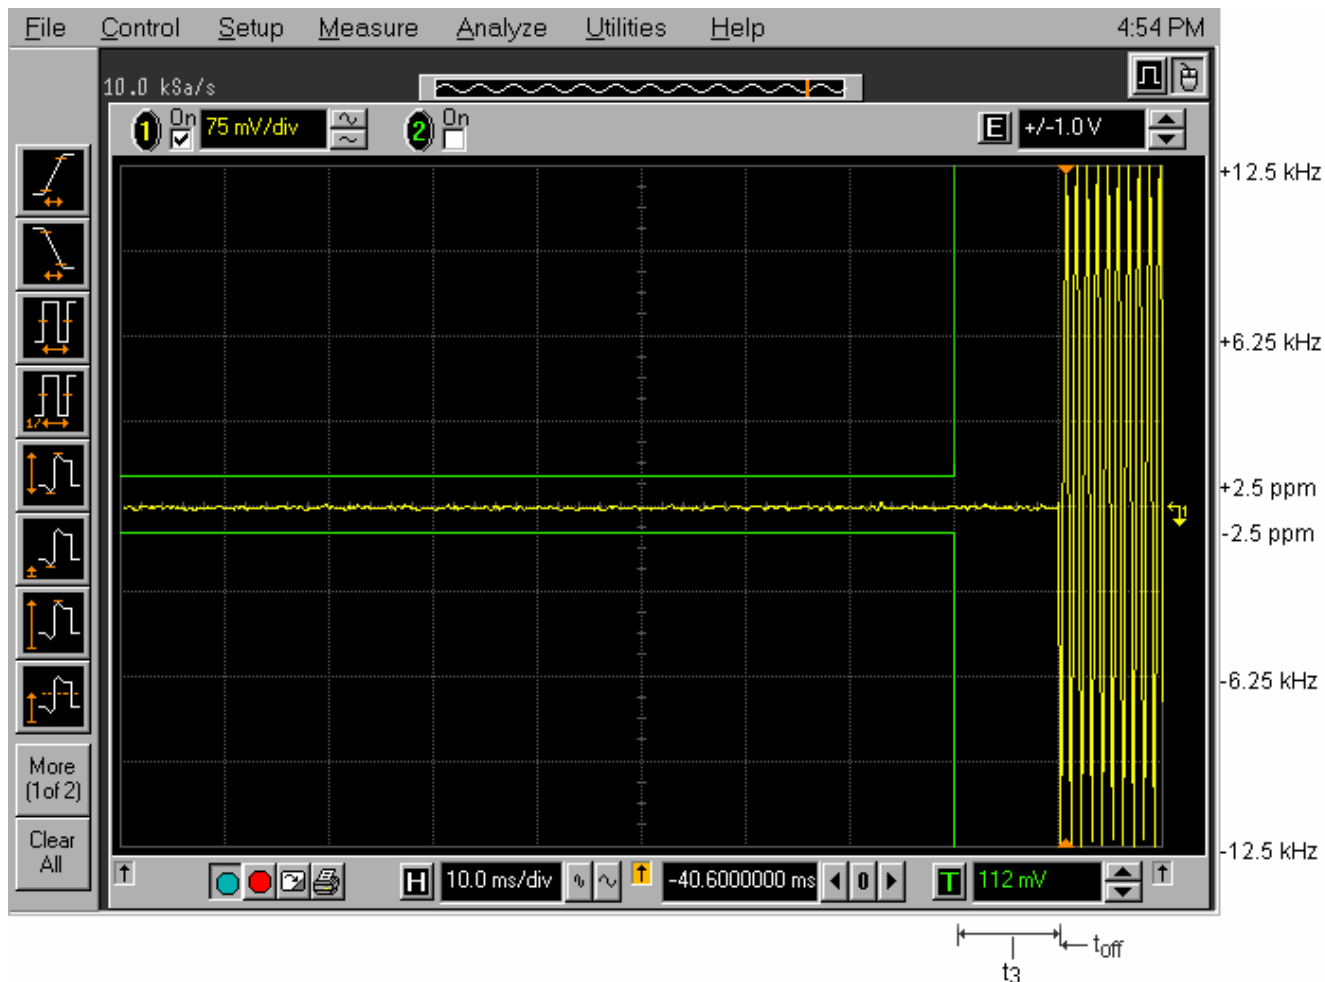 File Control Setup Measure Analyze Utilities Help 4:54 PM
10.0 kSa/s
1 On 75 mV/div 2 On E +/-1.0 V
+12.5 kHz
+6.25 kHz
+2.5 ppm
-2.5 ppm
-6.25 kHz
-12.5 kHz
1
1/
More
(1of 2)
Clear
All
H 10.0 ms/div -40.6000000 ms 0 T 112 mV
toff
t3